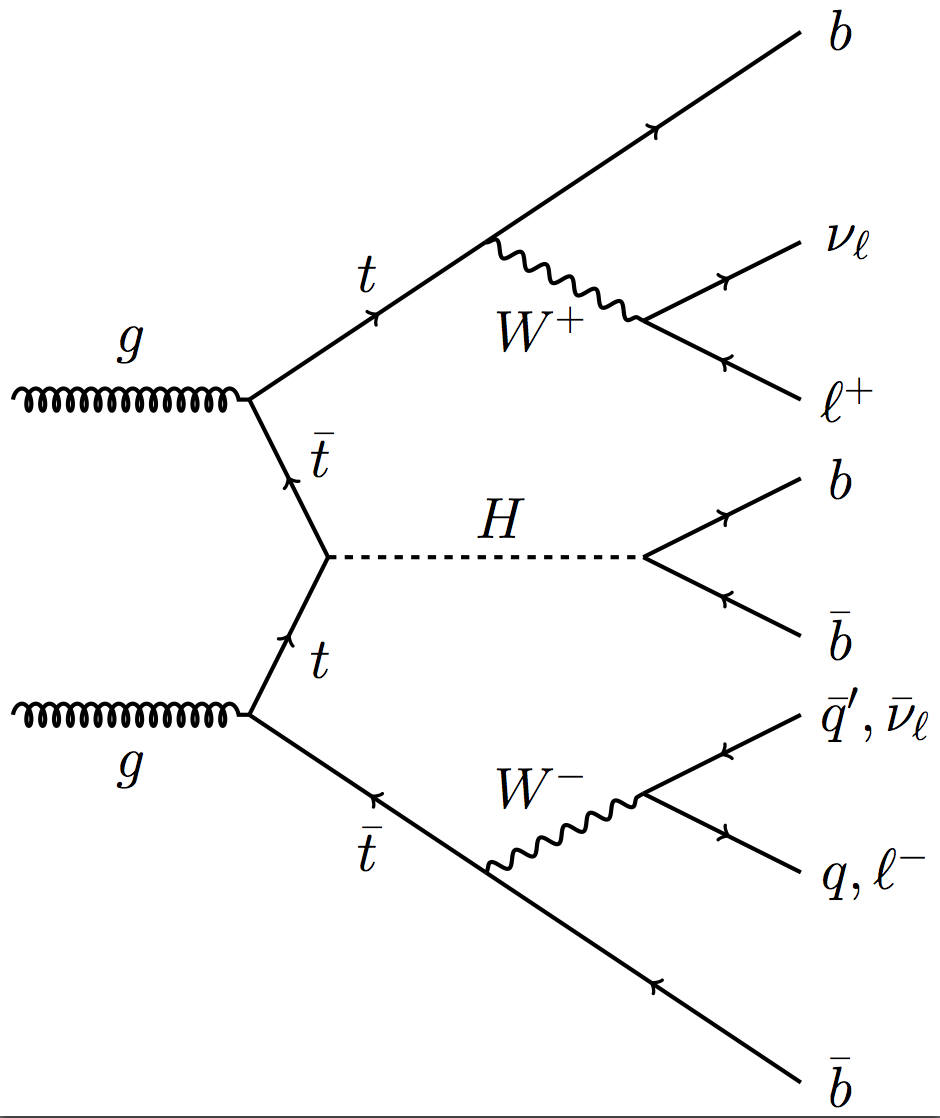 b
ν_ℓ
t
W⁺
g
ℓ⁺
t̄
b
H
b̄
t
q̄′, ν̄_ℓ
g
W⁻
t̄
q, ℓ⁻
b̄